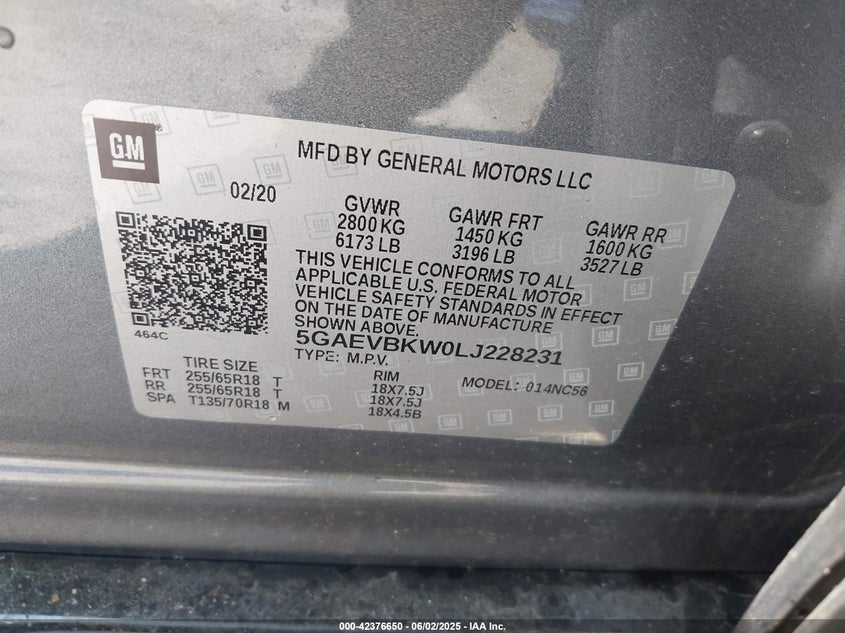 GM
MFD BY GENERAL MOTORS LLC
02/20
GVWR GAWR FRT GAWR RR
2800 KG 1450 KG 1600 KG
6173 LB 3196 LB 3527 LB
THIS VEHICLE CONFORMS TO ALL
APPLICABLE U.S. FEDERAL MOTOR
VEHICLE SAFETY STANDARDS IN EFFECT
ON THE DATE OF MANUFACTURE
SHOWN ABOVE.
464C
5GAEVBKW0LJ228231
TYPE: M.P.V.
TIRE SIZE RIM MODEL: 014NC56
FRT 255/65R18 T 18X7.5J
RR 255/65R18 T 18X7.5J
SPA T135/70R18 M 18X4.5B
000-42376650 - 06/02/2025 - IAA Inc.